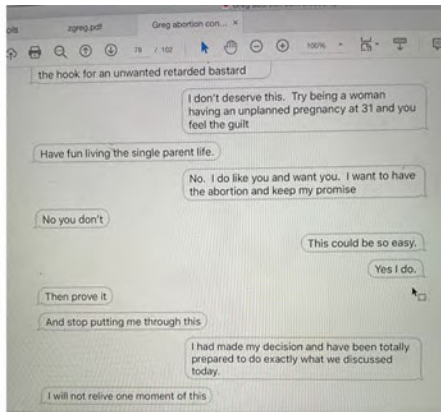 ols
zgreg.pdf
Greg abortion con... ×
78 / 102
100%
the hook for an unwanted retarded bastard
I don't deserve this. Try being a woman
having an unplanned pregnancy at 31 and you
feel the guilt
Have fun living the single parent life.
No. I do like you and want you. I want to have
the abortion and keep my promise
No you don't
This could be so easy.
Yes I do.
Then prove it
And stop putting me through this
I had made my decision and have been totally
prepared to do exactly what we discussed
today.
I will not relive one moment of this